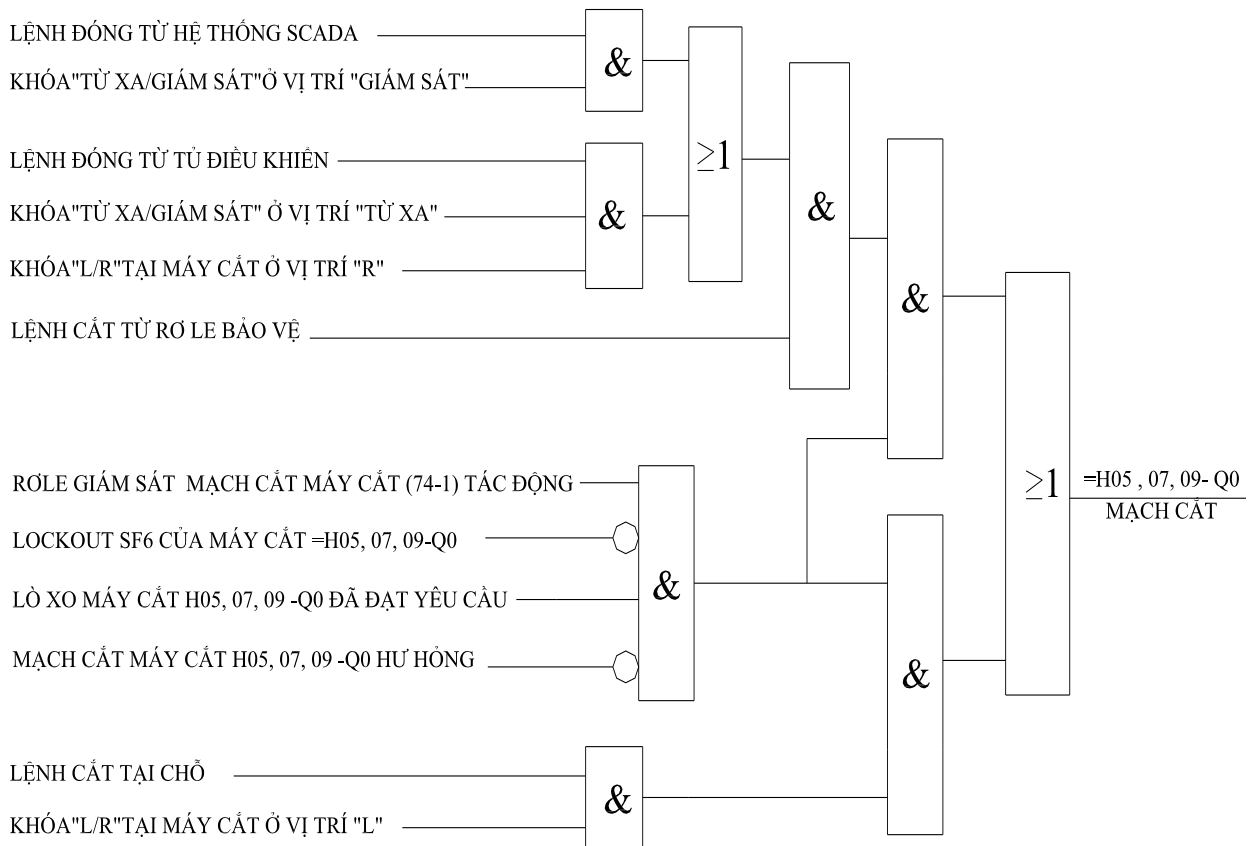 LỆNH ĐÓNG TỪ HỆ THỐNG SCADA
KHÓA"TỪ XA/GIÁM SÁT"Ở VỊ TRÍ "GIÁM SÁT"
&
LỆNH ĐÓNG TỪ TỦ ĐIỀU KHIỂN
KHÓA"TỪ XA/GIÁM SÁT" Ở VỊ TRÍ "TỪ XA"
KHÓA"L/R"TẠI MÁY CẮT Ở VỊ TRÍ "R"
&
≥1
LỆNH CẮT TỪ RƠ LE BẢO VỆ
&
&
RƠLE GIÁM SÁT MẠCH CẮT MÁY CẮT (74-1) TÁC ĐỘNG
LOCKOUT SF6 CỦA MÁY CẮT =H05, 07, 09-Q0
LÒ XO MÁY CẮT H05, 07, 09 -Q0 ĐÃ ĐẠT YÊU CẦU
MẠCH CẮT MÁY CẮT H05, 07, 09 -Q0 HƯ HỎNG
&
LỆNH CẮT TẠI CHỖ
KHÓA"L/R"TẠI MÁY CẮT Ở VỊ TRÍ "L"
&
&
≥1
=H05 , 07, 09- Q0
MẠCH CẮT